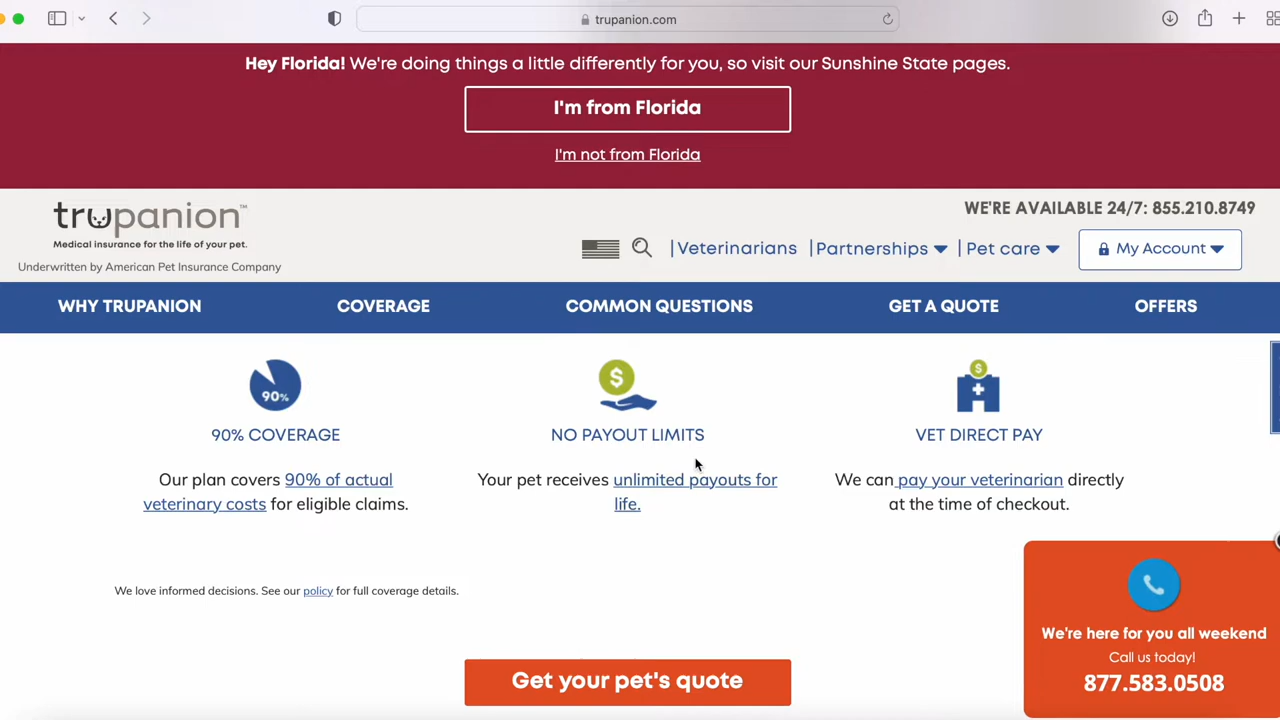 trupanion.com
Hey Florida! We're doing things a little differently for you, so visit our Sunshine State pages.
I'm from Florida
I'm not from Florida
trupanion™
Medical insurance for the life of your pet.
Underwritten by American Pet Insurance Company
WE'RE AVAILABLE 24/7: 855.210.8749
|Veterinarians |Partnerships |Pet care My Account
WHY TRUPANION COVERAGE COMMON QUESTIONS GET A QUOTE OFFERS
90%
$
$
90% COVERAGE
Our plan covers 90% of actual
veterinary costs for eligible claims.
NO PAYOUT LIMITS
Your pet receives unlimited payouts for
life.
VET DIRECT PAY
We can pay your veterinarian directly
at the time of checkout.
We love informed decisions. See our policy for full coverage details.
Get your pet's quote
We're here for you all weekend
Call us today!
877.583.0508